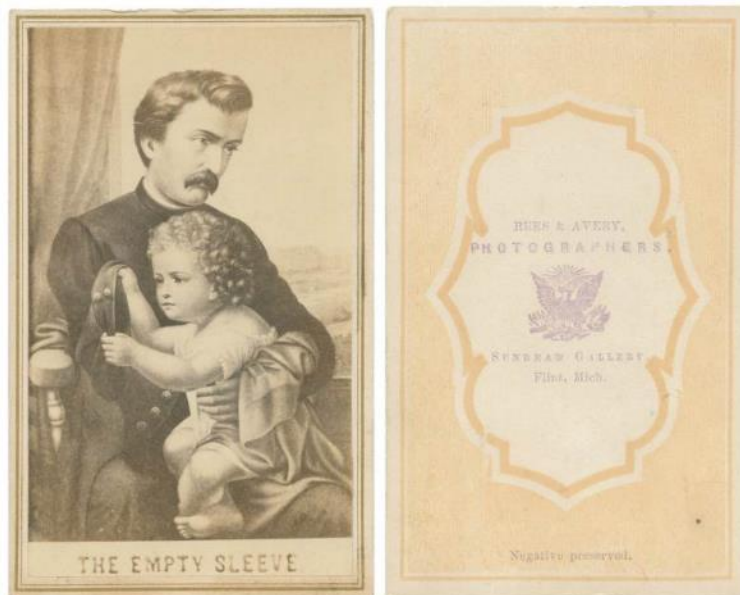 THE EMPTY SLEEVE.
REES & AVERY,
PHOTOGRAPHERS.
SUNBEAM GALLERY
Flint, Mich.
Negative preserved.